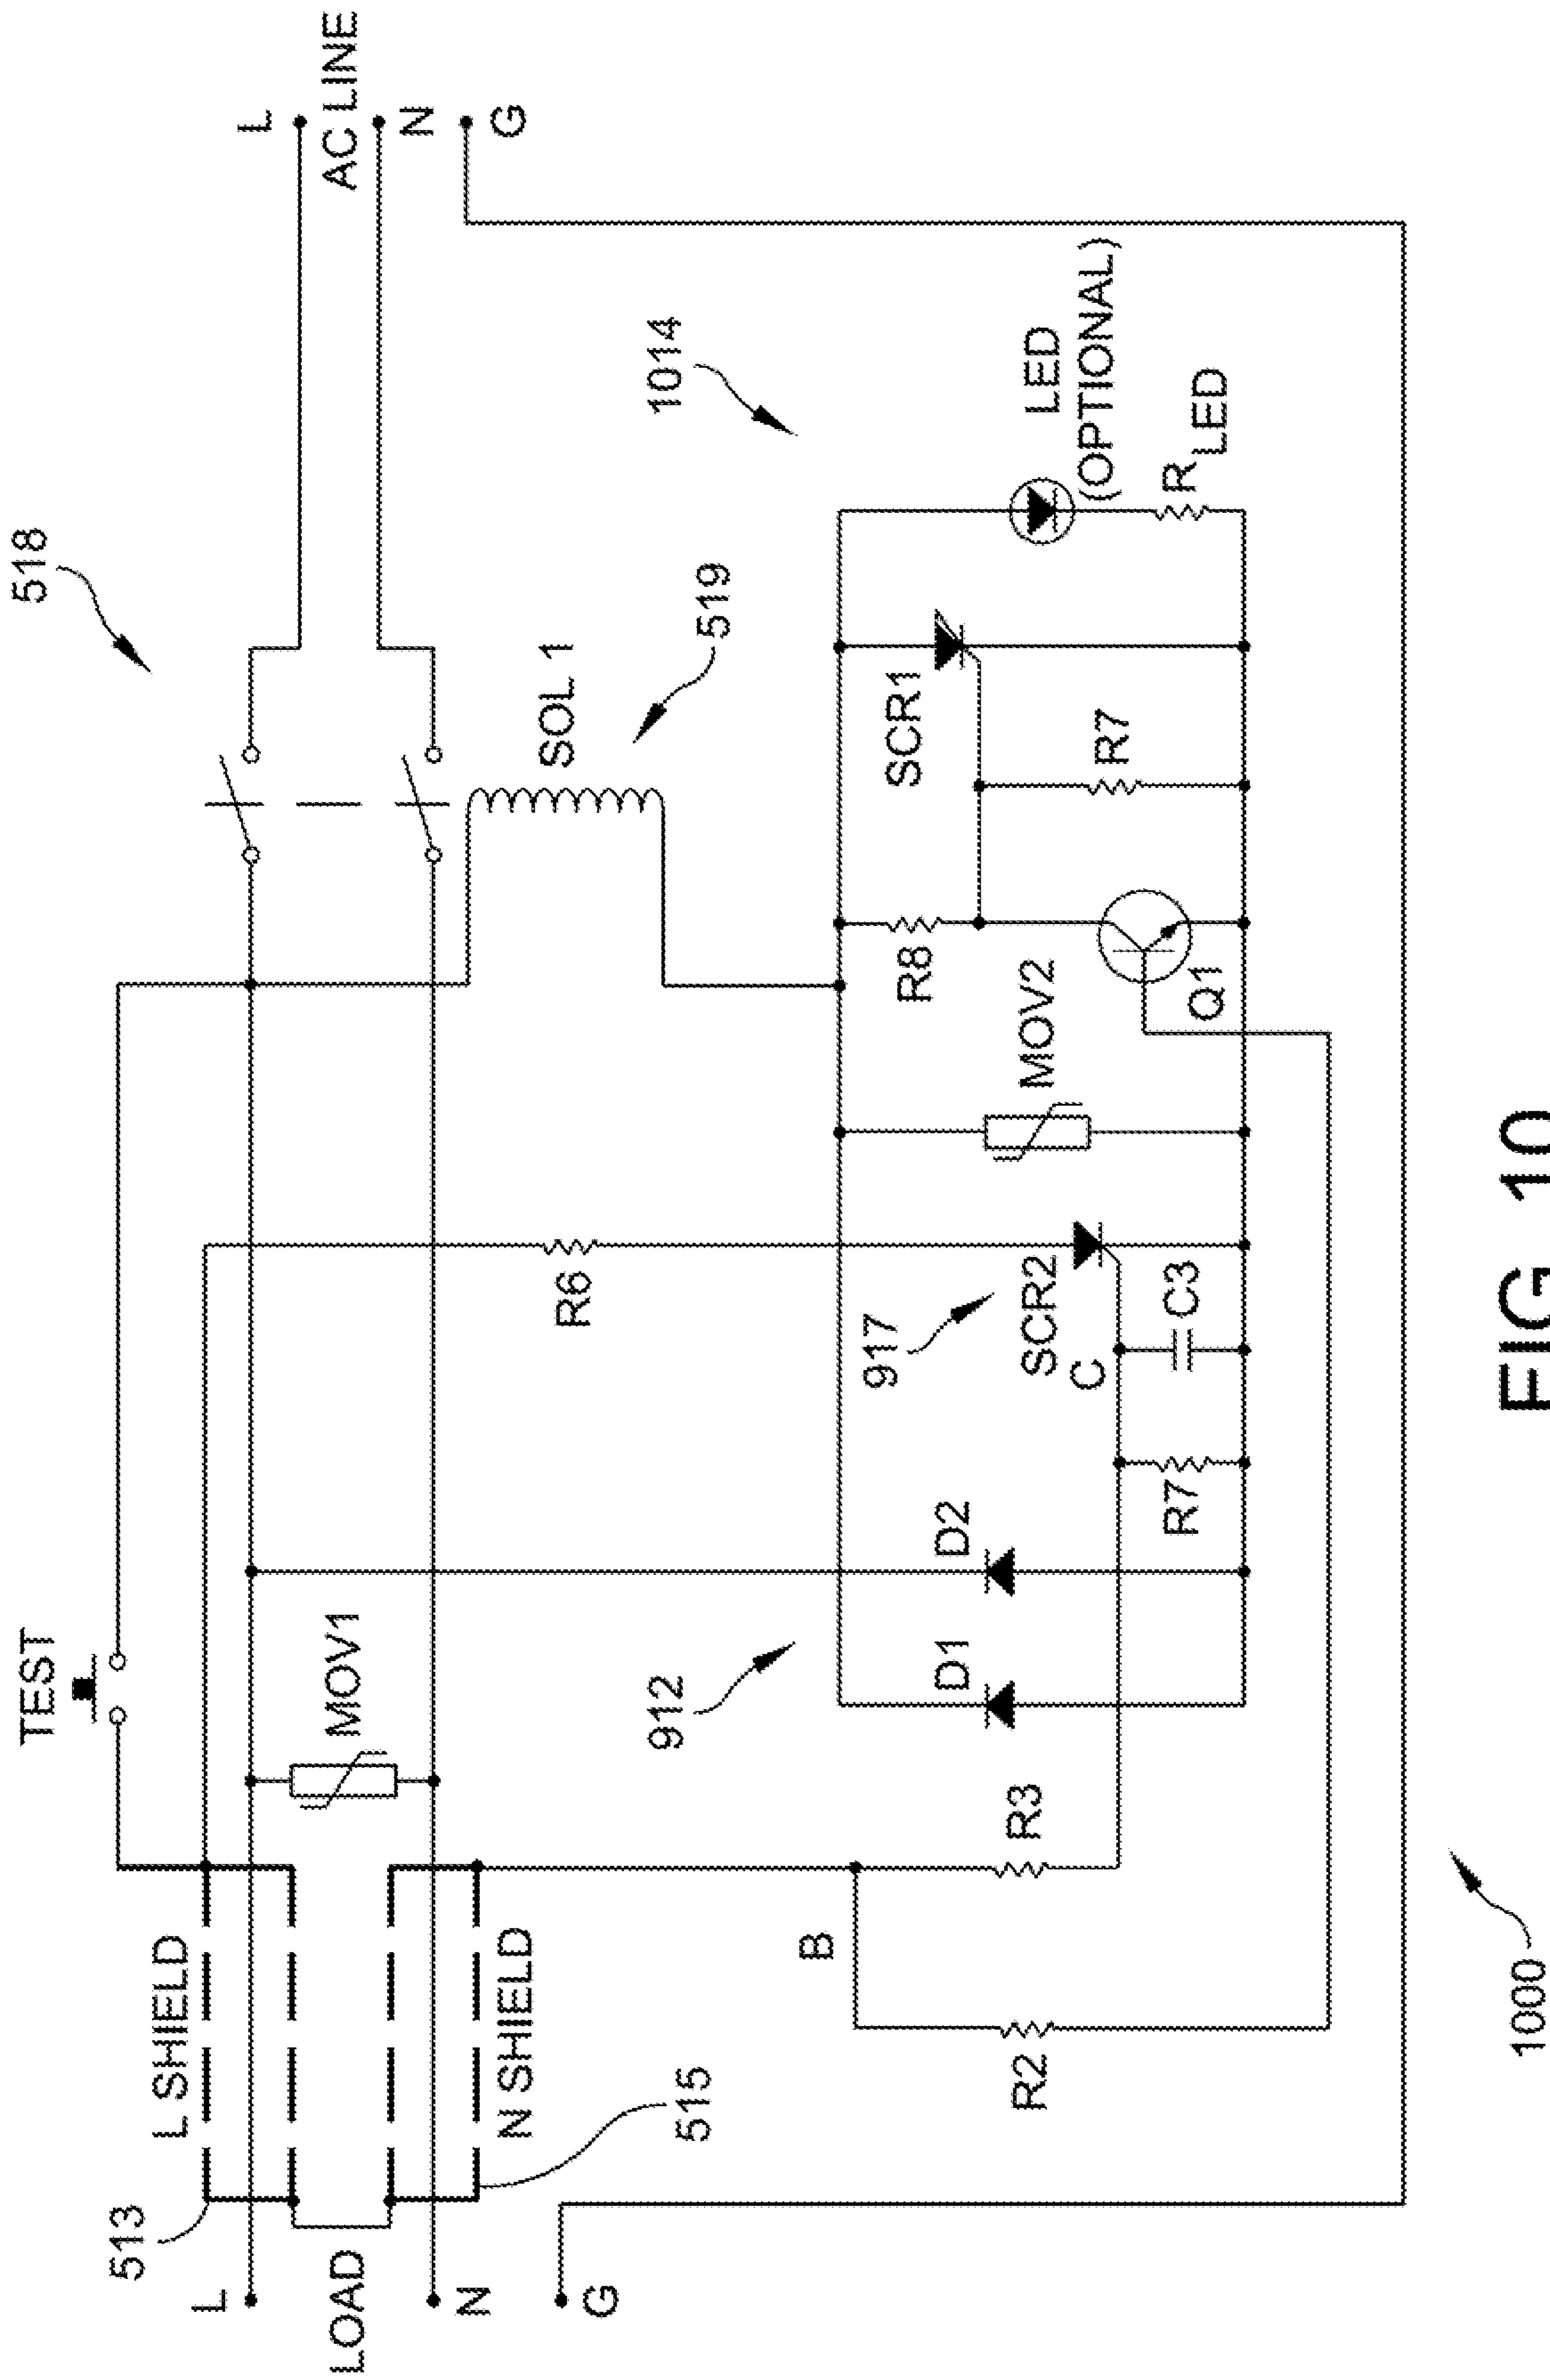 TEST
L SHIELD
513
L
LOAD
N
G
N SHIELD
515
MOV1
518
L
AC LINE
N
G
SOL 1
519
R6
B
R2
R3
912
D1
D2
R7
917
SCR2
C
C3
MOV2
R8
Q1
SCR1
R7
1014
LED
(OPTIONAL)
R LED
1000
FIG. 10